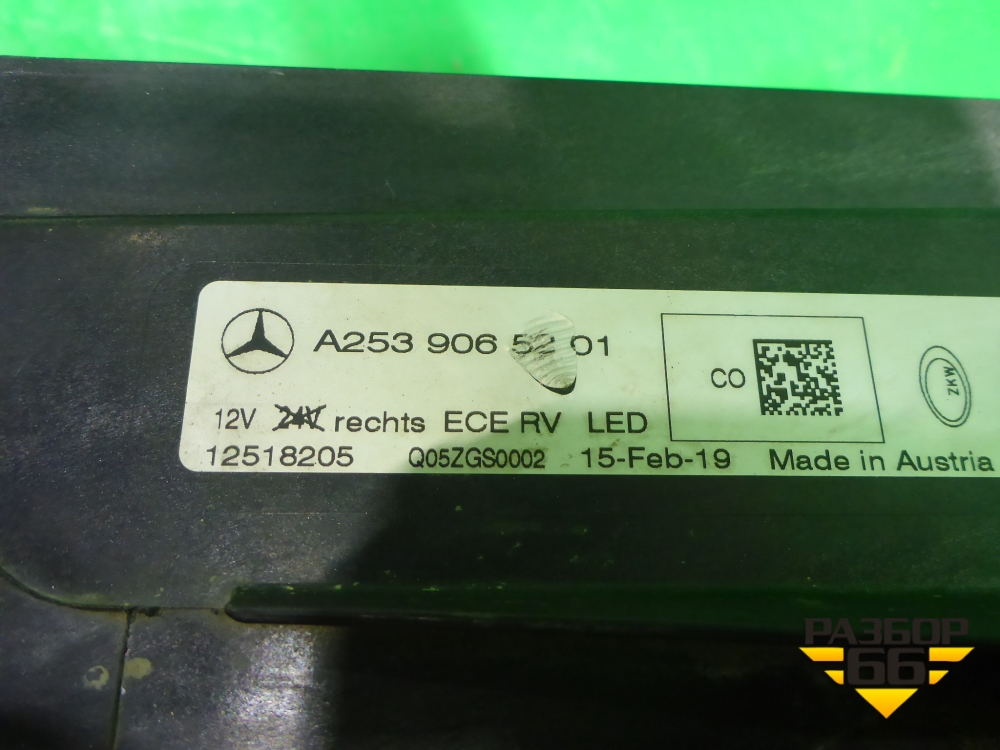 A253 906 52 01
CO
ZKW
12V 24V rechts ECE RV LED
12518205 Q05ZGS0002 15-Feb-19 Made in Austria
РАЗБОР
66